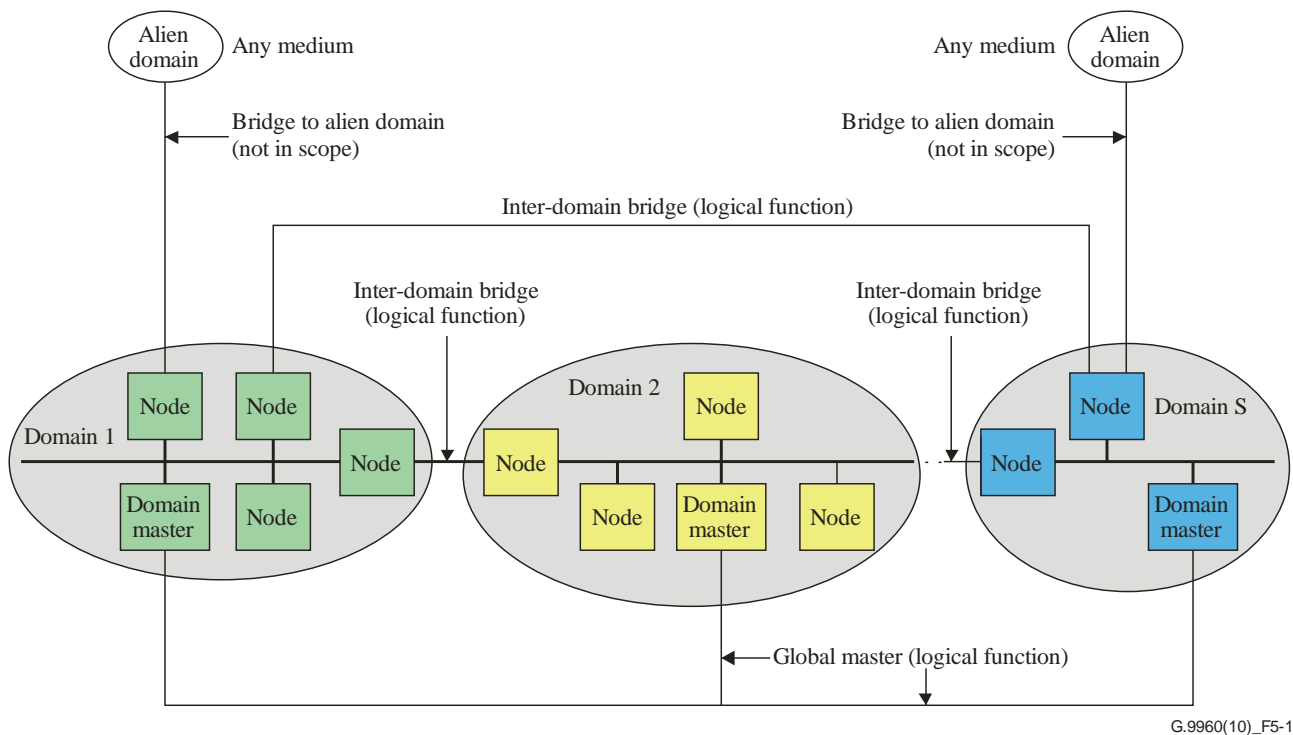 Alien
domain
Any medium
Any medium
Alien
domain
Bridge to alien domain
(not in scope)
Bridge to alien domain
(not in scope)
Inter-domain bridge (logical function)
Inter-domain bridge
(logical function)
Inter-domain bridge
(logical function)
Domain 1
Node
Node
Node
Domain
master
Node
Domain 2
Node
Node
Node
Domain
master
Node
Domain S
Node
Node
Domain
master
Global master (logical function)
G.9960(10)_F5-1